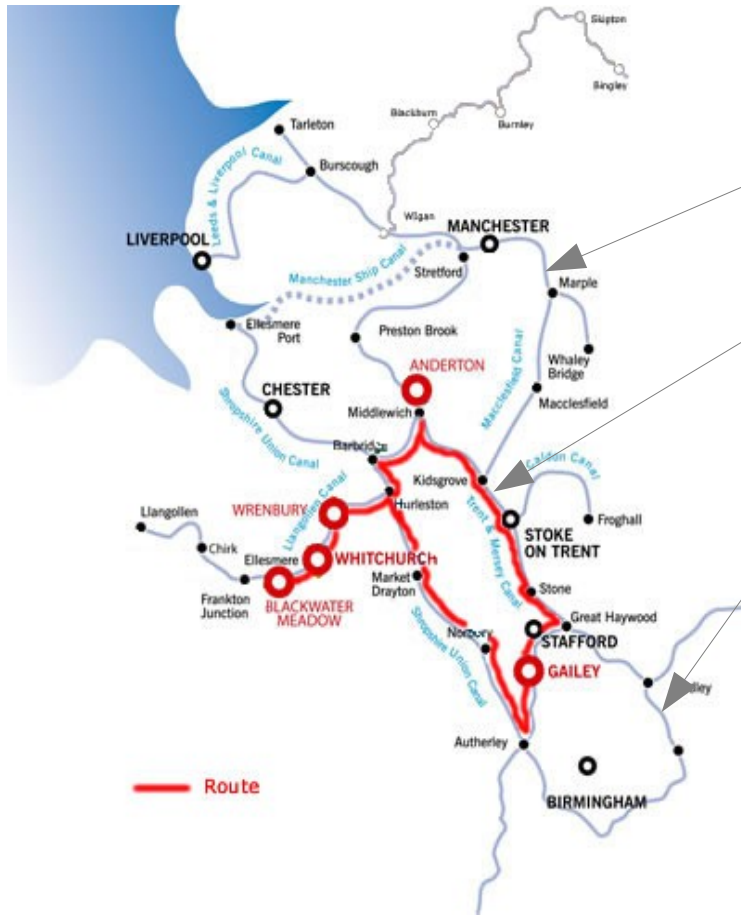 Skipton
Bingley
Blackburn
Burnley
Tarleton
Leeds & Liverpool Canal
Burscough
Wigan
MANCHESTER
LIVERPOOL
Manchester Ship Canal
Stretford
Marple
Ellesmere
Port
Preston Brook
Whaley
Bridge
ANDERTON
Macclesfield Canal
CHESTER
Macclesfield
Middlewich
Shropshire Union Canal
Barbridge
Caldon Canal
Kidsgrove
Llangollen Canal
Hurleston
Trent & Mersey Canal
WRENBURY
Llangollen
STOKE
ON TRENT
Froghall
Chirk
Ellesmere
WHITCHURCH
Market
Drayton
Stone
Frankton
Junction
BLACKWATER
MEADOW
Great Haywood
Norbury
STAFFORD
Shropshire Union Canal
GAILEY
Autherley
Route
BIRMINGHAM